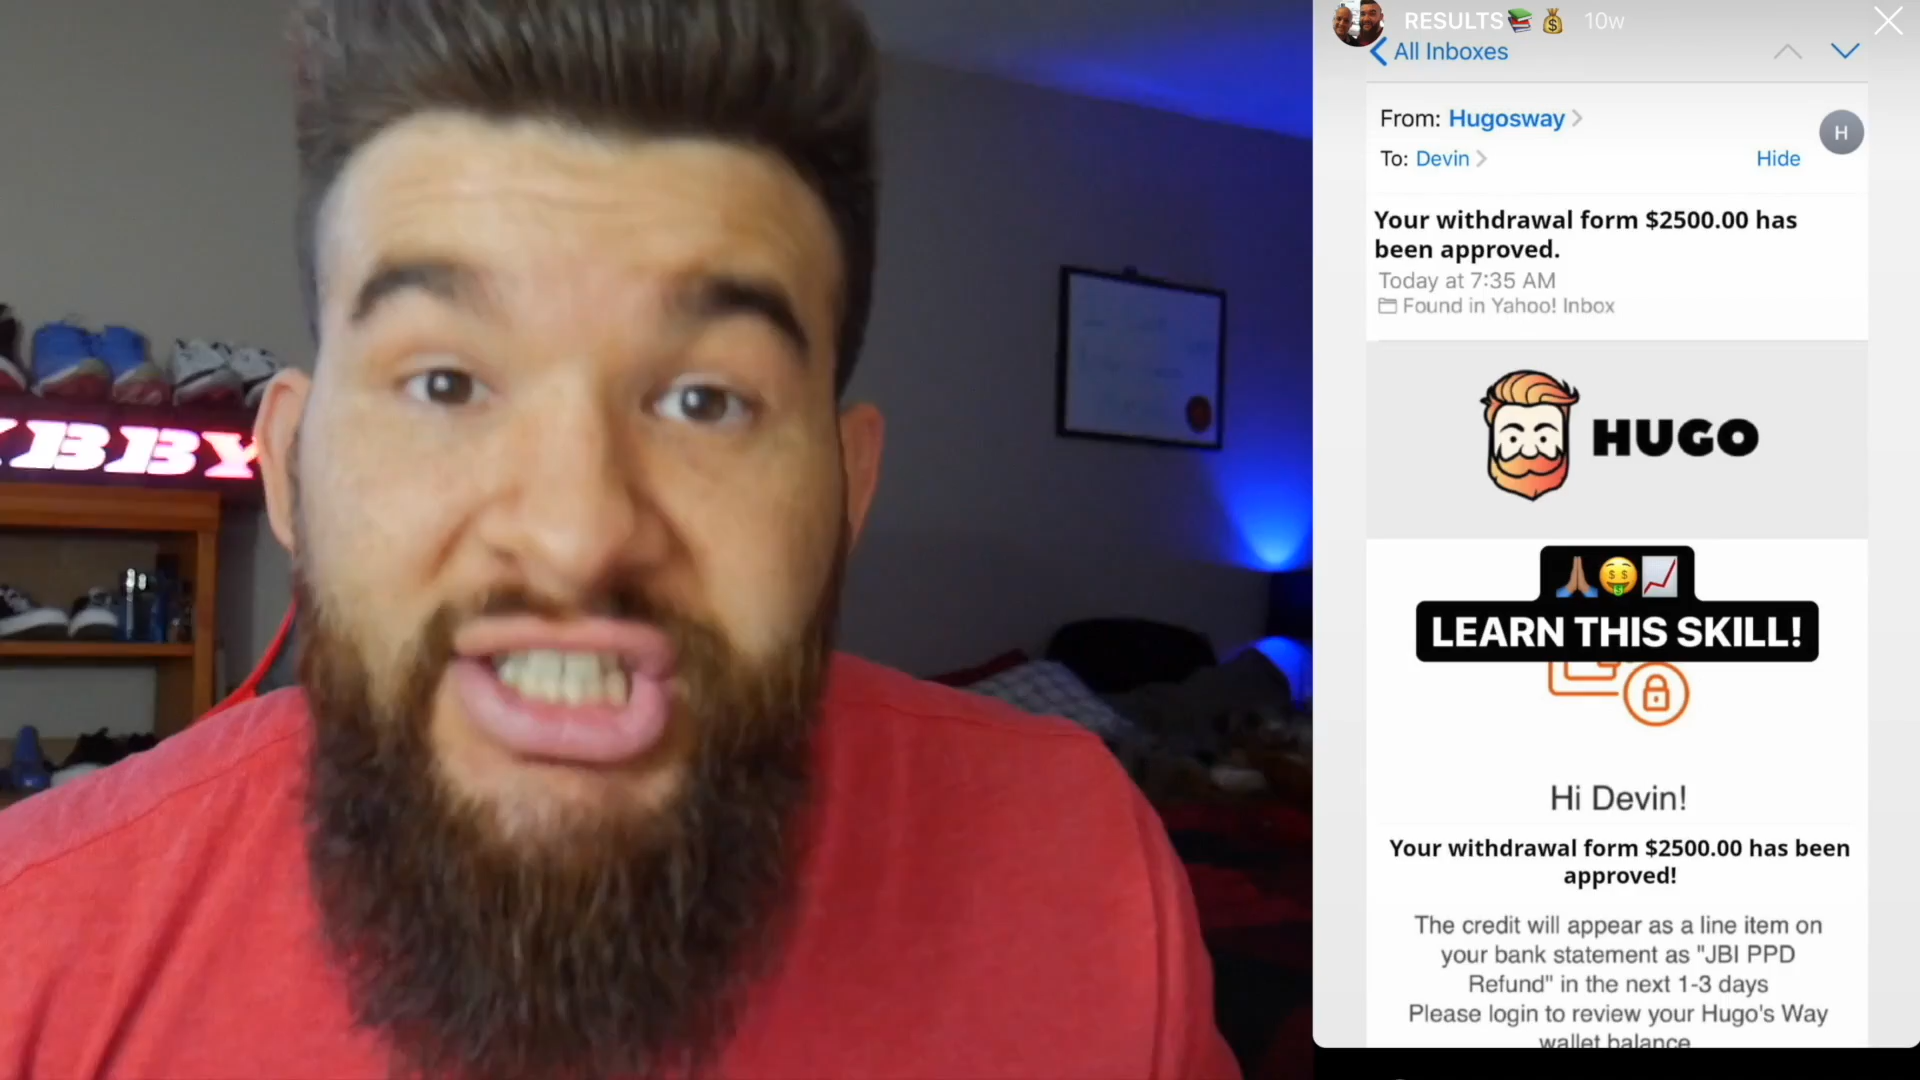 BBY
RESULTS📚💰 10w
All Inboxes
From: Hugosway
H
To: Devin
Hide
Your withdrawal form $2500.00 has
been approved.
Today at 7:35 AM
Found in Yahoo! Inbox
HUGO
🙏🏽🤑📈
LEARN THIS SKILL!
Hi Devin!
Your withdrawal form $2500.00 has been
approved!
The credit will appear as a line item on
your bank statement as "JBI PPD
Refund" in the next 1-3 days
Please login to review your Hugo's Way
wallet balance